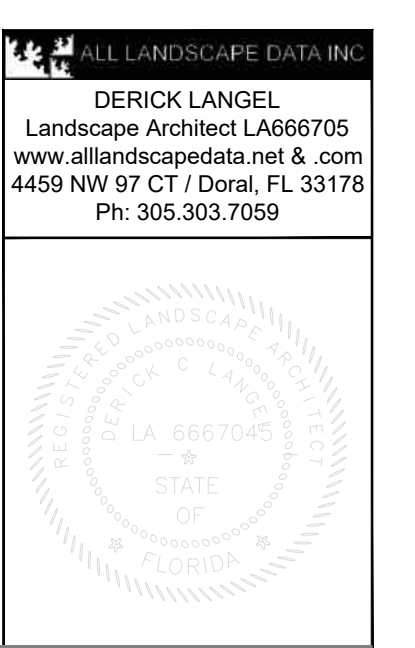 ALL LANDSCAPE DATA INC
DERICK LANGEL
Landscape Architect LA666705
www.alllandscapedata.net & .com
4459 NW 97 CT / Doral, FL 33178
Ph: 305.303.7059
REGISTERED LANDSCAPE ARCHITECT
DERICK C LANGEL
LA 6667045
STATE
OF
FLORIDA